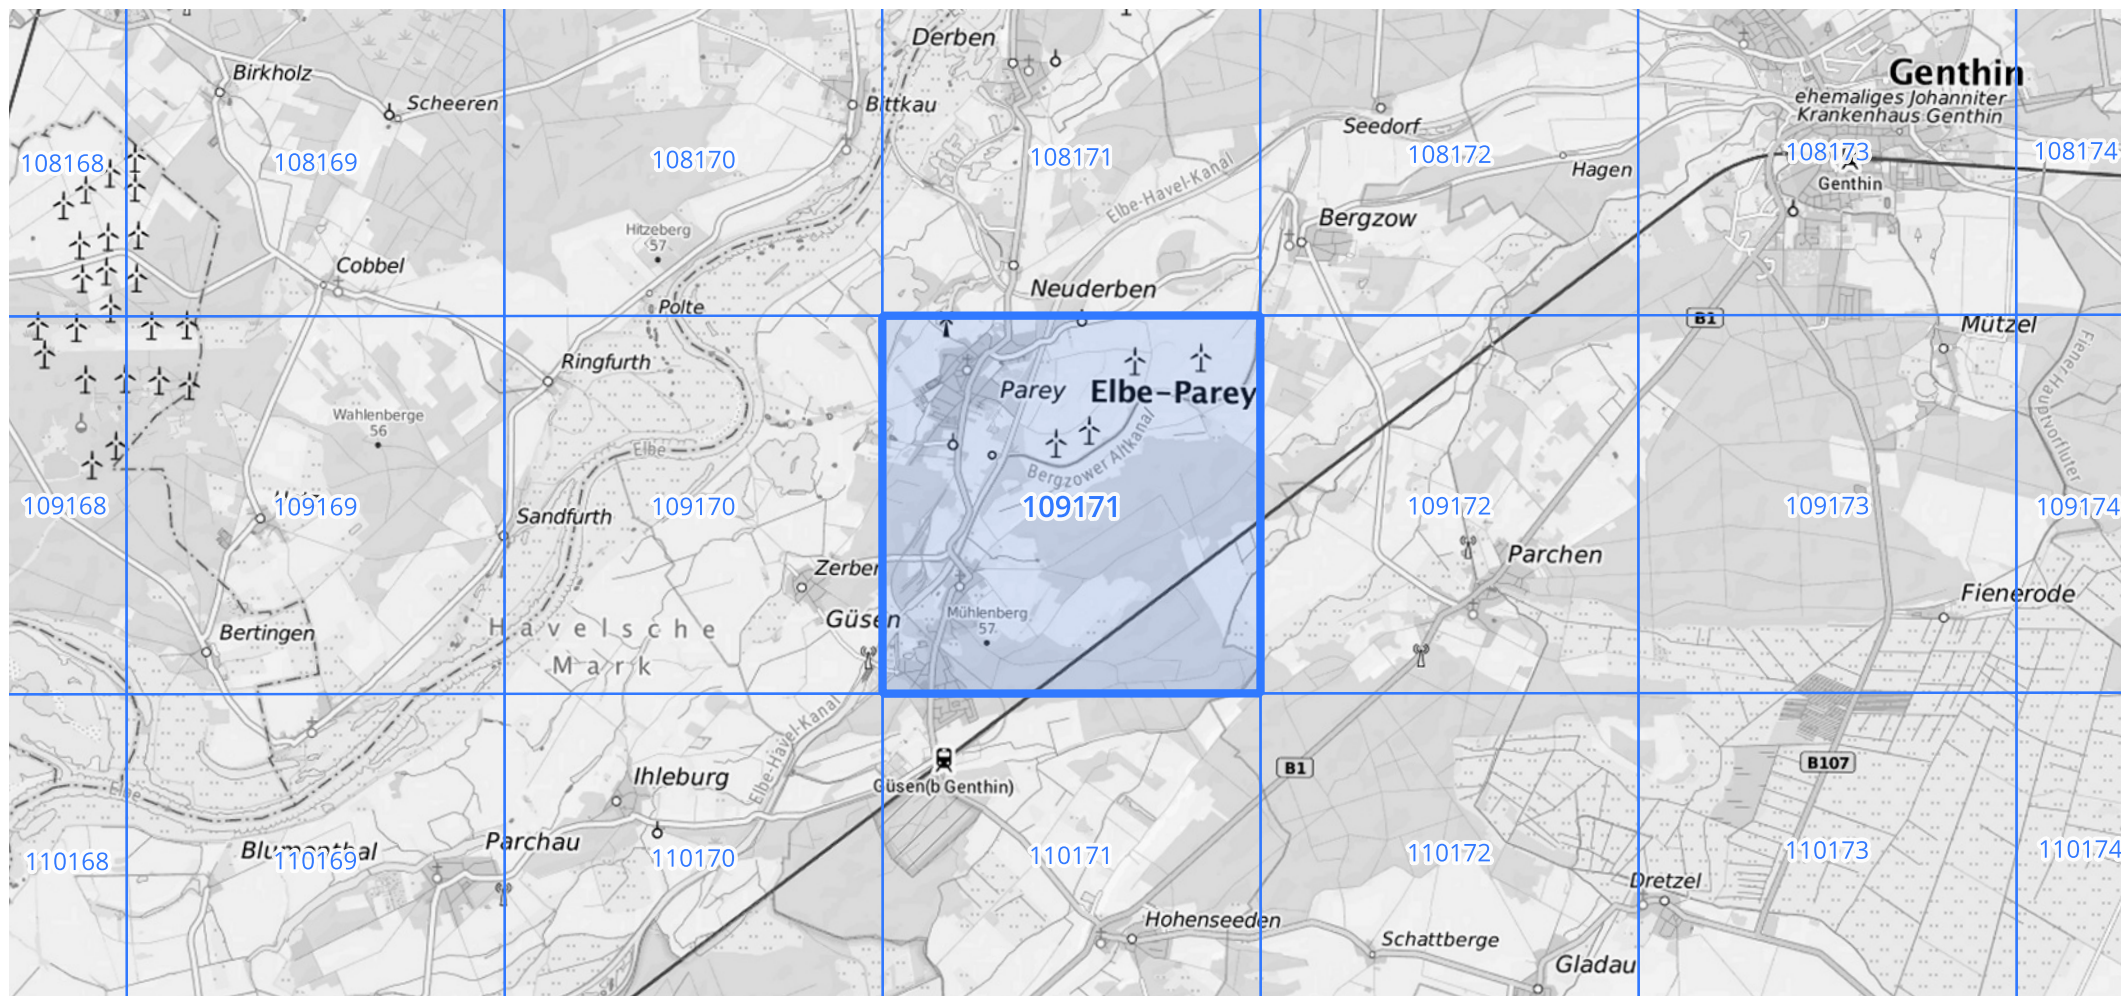 Derben
Birkholz
Scheeren
Bittkau
Genthin
ehemaliges Johanniter
Krankenhaus Genthin
Seedorf
108168
108169
108170
108171
108172
Hagen
108173
108174
Genthin
Elbe-Havel-Kanal
Bergzow
Hitzeberg
57
Cobbel
Neuderben
Polte
B1
Mützel
Ringfurth
Parey
Elbe-Parey
Fiener Hauptvorfluter
Wahlenberge
56
Elbe
Bergzower Altkanal
109168
109169
109170
109171
109172
109173
109174
Sandfurth
Parchen
Zerben
Fienerode
Güsen
Mühlenberg
57
Bertingen
Havelsche
Mark
Elbe-Havel-Kanal
B1
B107
Güsen(b Genthin)
Ihleburg
Elbe
Parchau
Blumenthal
110168
110169
110170
110171
110172
110173
110174
Dretzel
Hohenseeden
Schattberge
Gladau